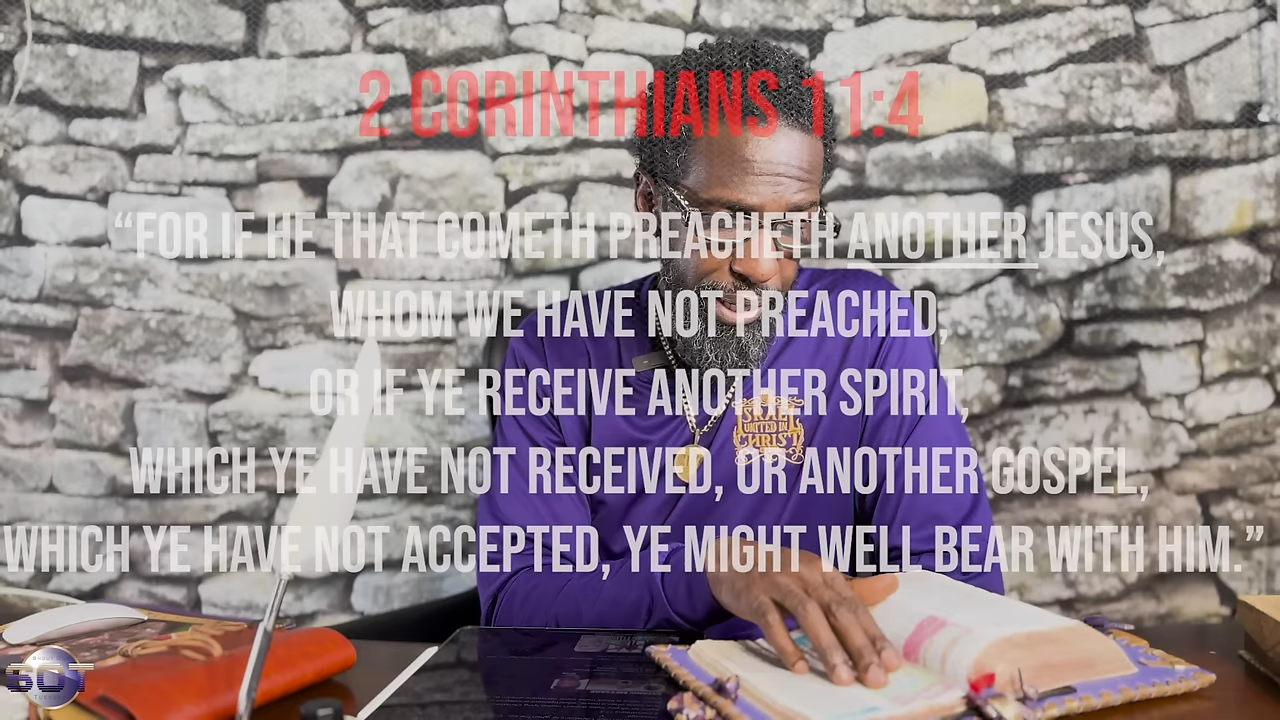 2 CORINTHIANS 11:4
“FOR IF HE THAT COMETH PREACHETH ANOTHER JESUS,
WHOM WE HAVE NOT PREACHED,
OR IF YE RECEIVE ANOTHER SPIRIT,
WHICH YE HAVE NOT RECEIVED, OR ANOTHER GOSPEL,
WHICH YE HAVE NOT ACCEPTED, YE MIGHT WELL BEAR WITH HIM.”
ISRAEL
UNITED IN
CHRIST
SOT